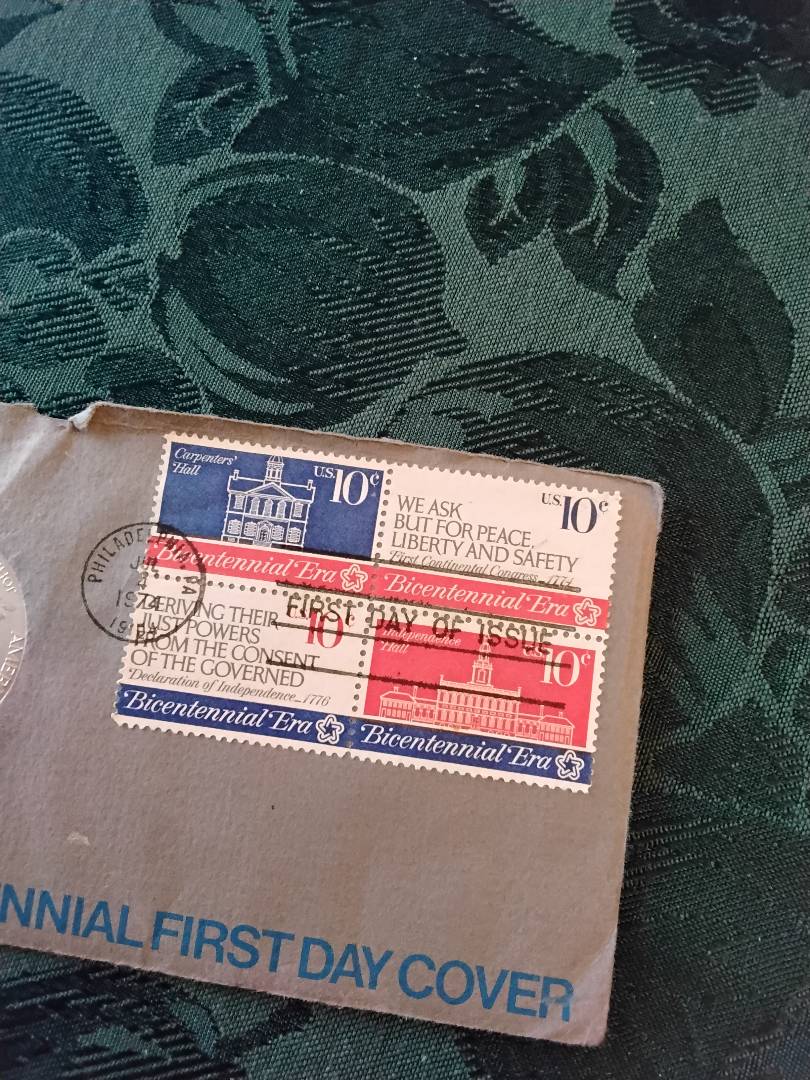 Carpenters'
Hall
U.S. 10c
Bicentennial Era
U.S. 10c
WE ASK
BUT FOR PEACE,
LIBERTY AND SAFETY
First Continental Congress, 1774
Bicentennial Era
PHILADELPHIA PA
JUL
4
1974
FIRST DAY OF ISSUE
DERIVING THEIR
JUST POWERS
FROM THE CONSENT
OF THE GOVERNED
Declaration of Independence, 1776
10c
Bicentennial Era
Independence
Hall
U.S. 10c
Bicentennial Era
NNIAL FIRST DAY COVER